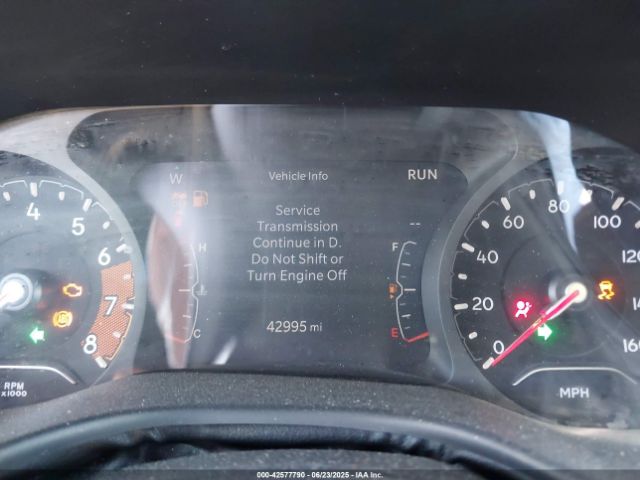 W
Vehicle Info
RUN
Service
Transmission
Continue in D.
Do Not Shift or
Turn Engine Off
--
H
C
F
E
42995 mi
4
5
6
7
8
RPM
x1000
0
20
40
60
80
100
120
160
MPH
000-42577790 - 06/23/2025 - IAA Inc.